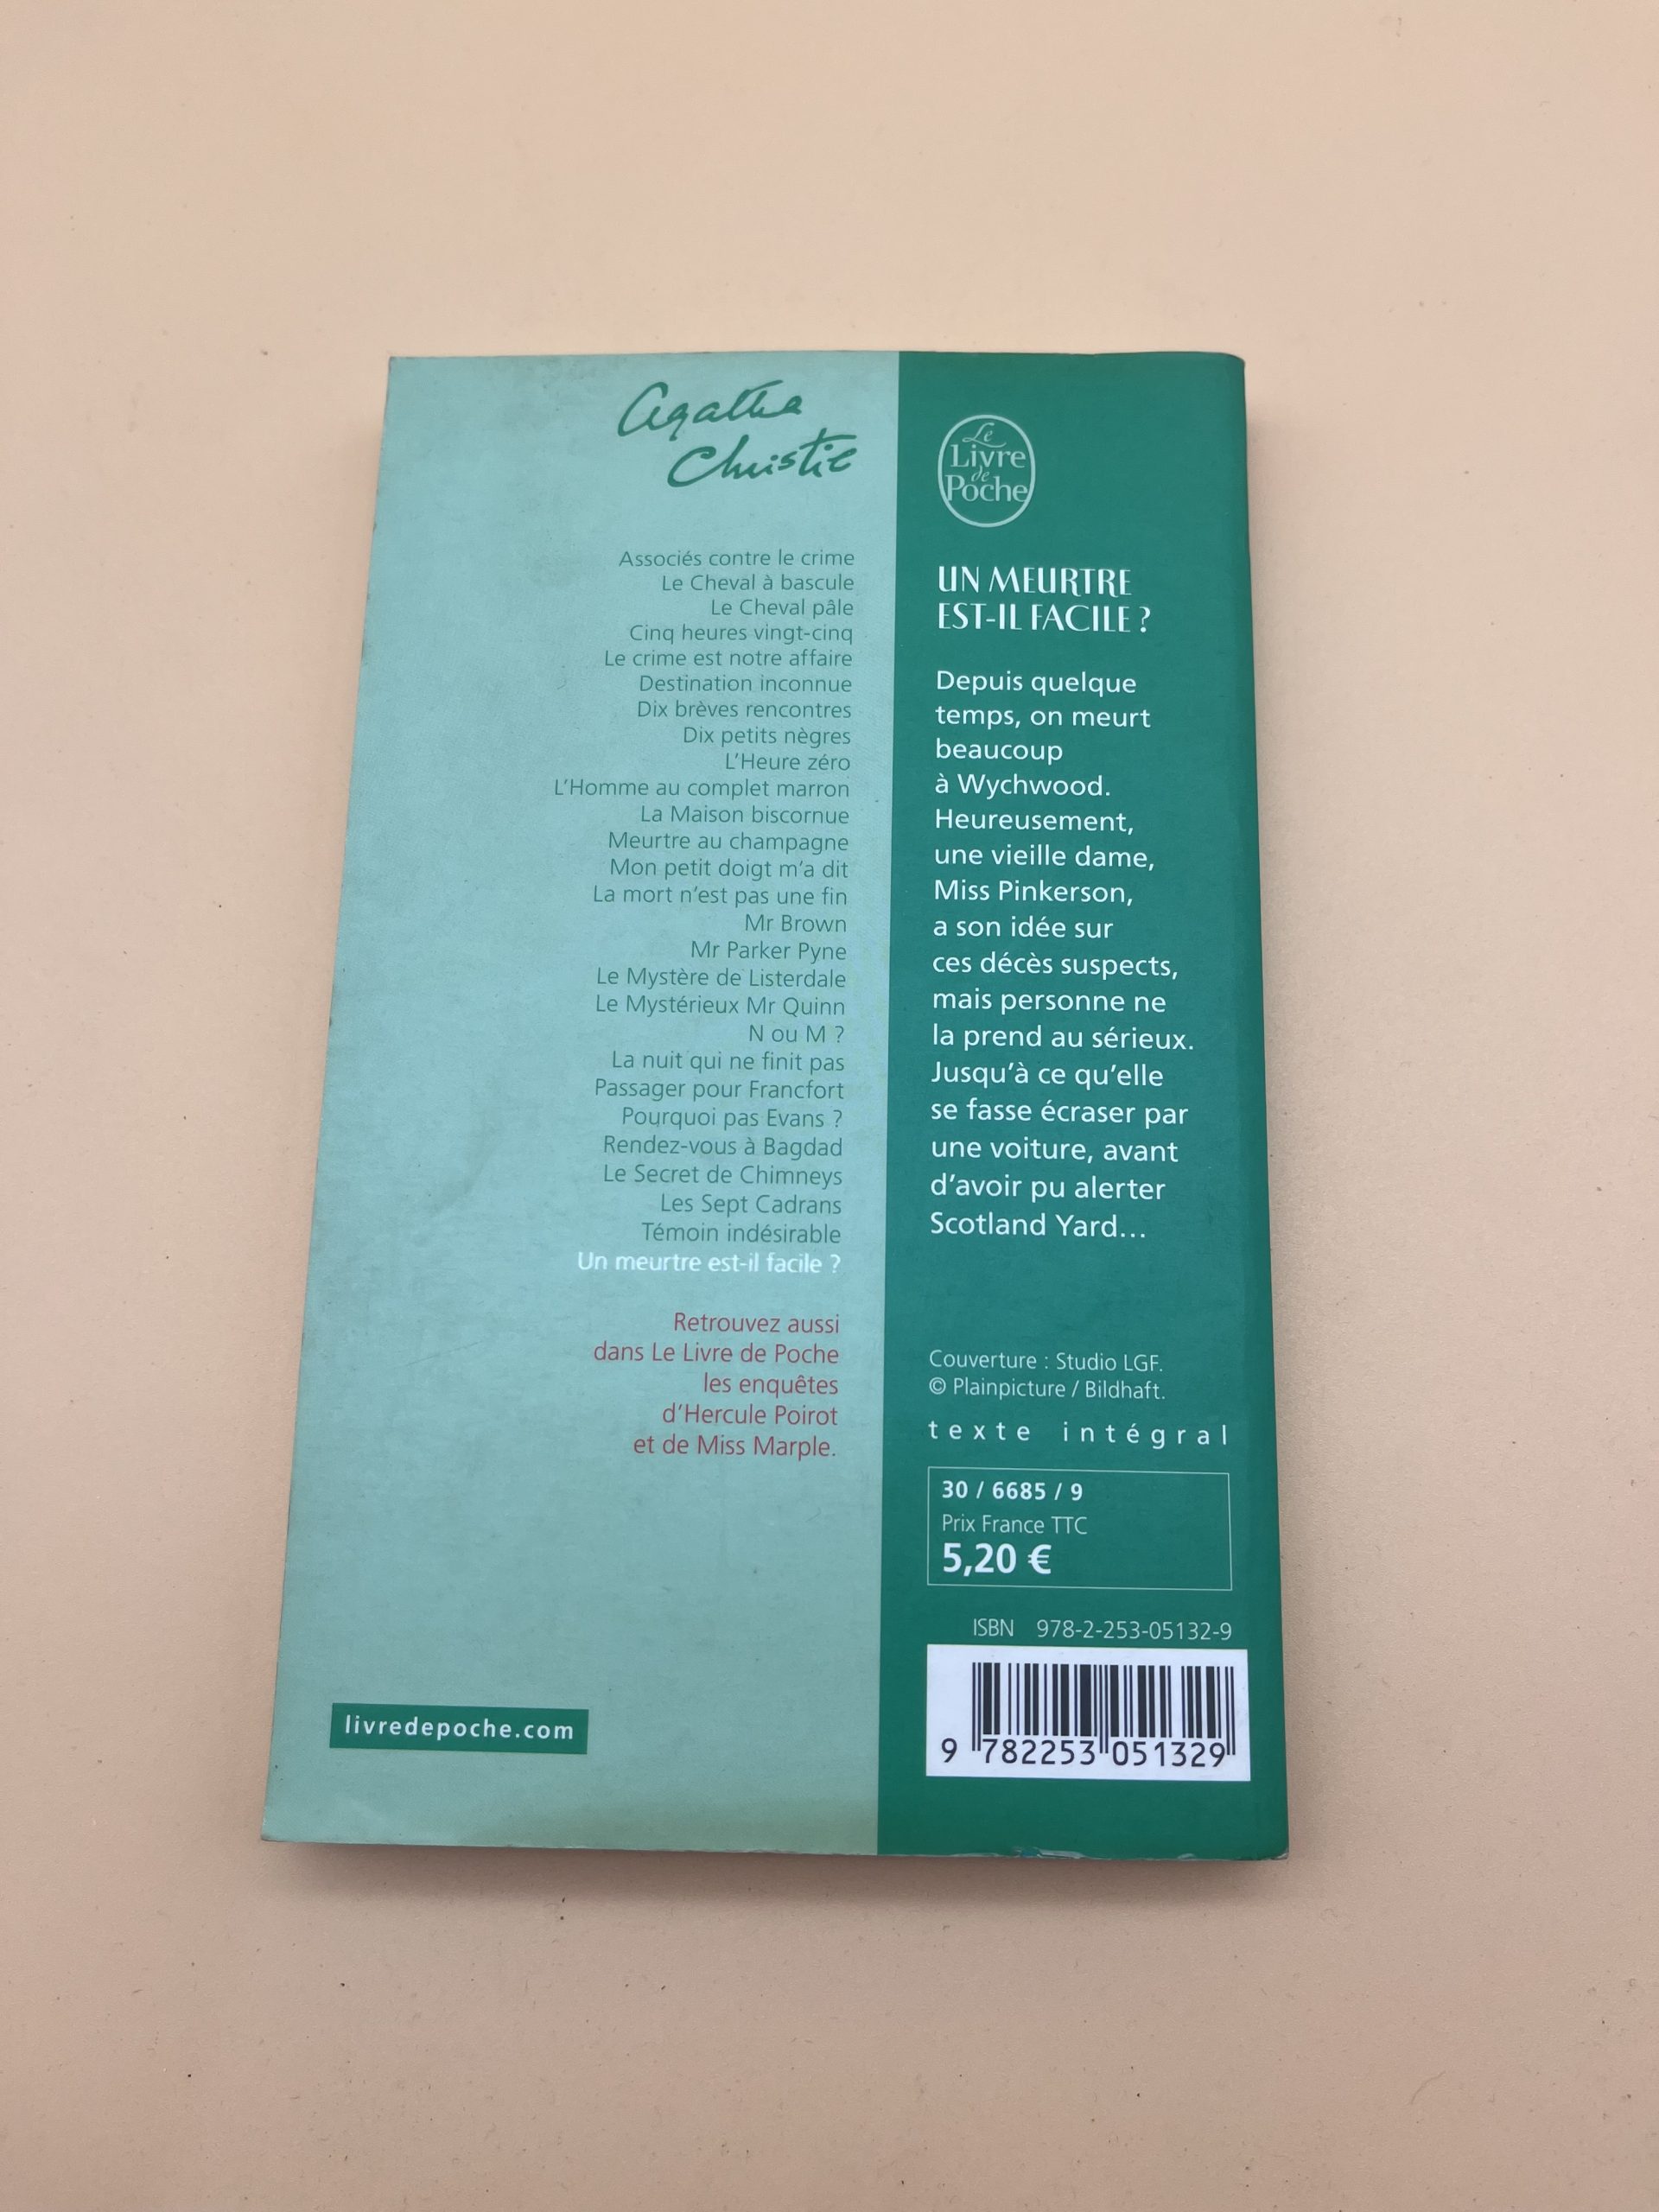 Agatha
Christie
Associés contre le crime
Le Cheval à bascule
Le Cheval pâle
Cinq heures vingt-cinq
Le crime est notre affaire
Destination inconnue
Dix brèves rencontres
Dix petits nègres
L'Heure zéro
L'Homme au complet marron
La Maison biscornue
Meurtre au champagne
Mon petit doigt m'a dit
La mort n'est pas une fin
Mr Brown
Mr Parker Pyne
Le Mystère de Listerdale
Le Mystérieux Mr Quinn
N ou M ?
La nuit qui ne finit pas
Passager pour Francfort
Pourquoi pas Evans ?
Rendez-vous à Bagdad
Le Secret de Chimneys
Les Sept Cadrans
Témoin indésirable
Un meurtre est-il facile ?
Retrouvez aussi
dans Le Livre de Poche
les enquêtes
d'Hercule Poirot
et de Miss Marple.
livredepoche.com
Le
Livre
de
Poche
UN MEURTRE
EST-IL FACILE ?
Depuis quelque
temps, on meurt
beaucoup
à Wychwood.
Heureusement,
une vieille dame,
Miss Pinkerson,
a son idée sur
ces décès suspects,
mais personne ne
la prend au sérieux.
Jusqu'à ce qu'elle
se fasse écraser par
une voiture, avant
d'avoir pu alerter
Scotland Yard...
Couverture : Studio LGF.
© Plainpicture / Bildhaft.
texte intégral
30 / 6685 / 9
Prix France TTC
5,20 €
ISBN 978-2-253-05132-9
9 782253 051329